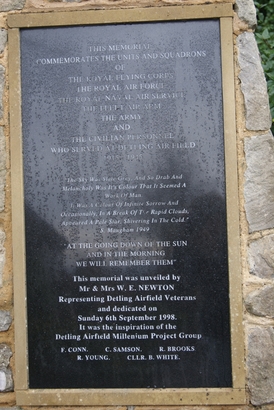 THIS MEMORIAL
COMMEMORATES THE UNITS AND SQUADRONS
OF
THE ROYAL FLYING CORPS
THE ROYAL AIR FORCE
THE ROYAL NAVAL AIR SERVICE
THE FLEET AIR ARM
THE ARMY
AND
THE CIVILIAN PERSONNEL
WHO SERVED AT DETLING AIRFIELD
The Sky Was Slate Grey, And So Drab And
Melancholy Was It's Colour That It Seemed A
Work Of Man.
It Was A Colour Of Infinite Sorrow And
Occasionally, In A Break Of The Rapid Clouds,
Appeared A Pale Star, Shivering In The Cold."
S. Maugham 1949
"AT THE GOING DOWN OF THE SUN
AND IN THE MORNING
WE WILL REMEMBER THEM"
This memorial was unveiled by
Mr & Mrs W. E. NEWTON
Representing Detling Airfield Veterans
and dedicated on
Sunday 6th September 1998.
It was the inspiration of the
Detling Airfield Millenium Project Group
F. CONN. C. SAMSON. R. BROOKS.
R. YOUNG. CLLR. B. WHITE.